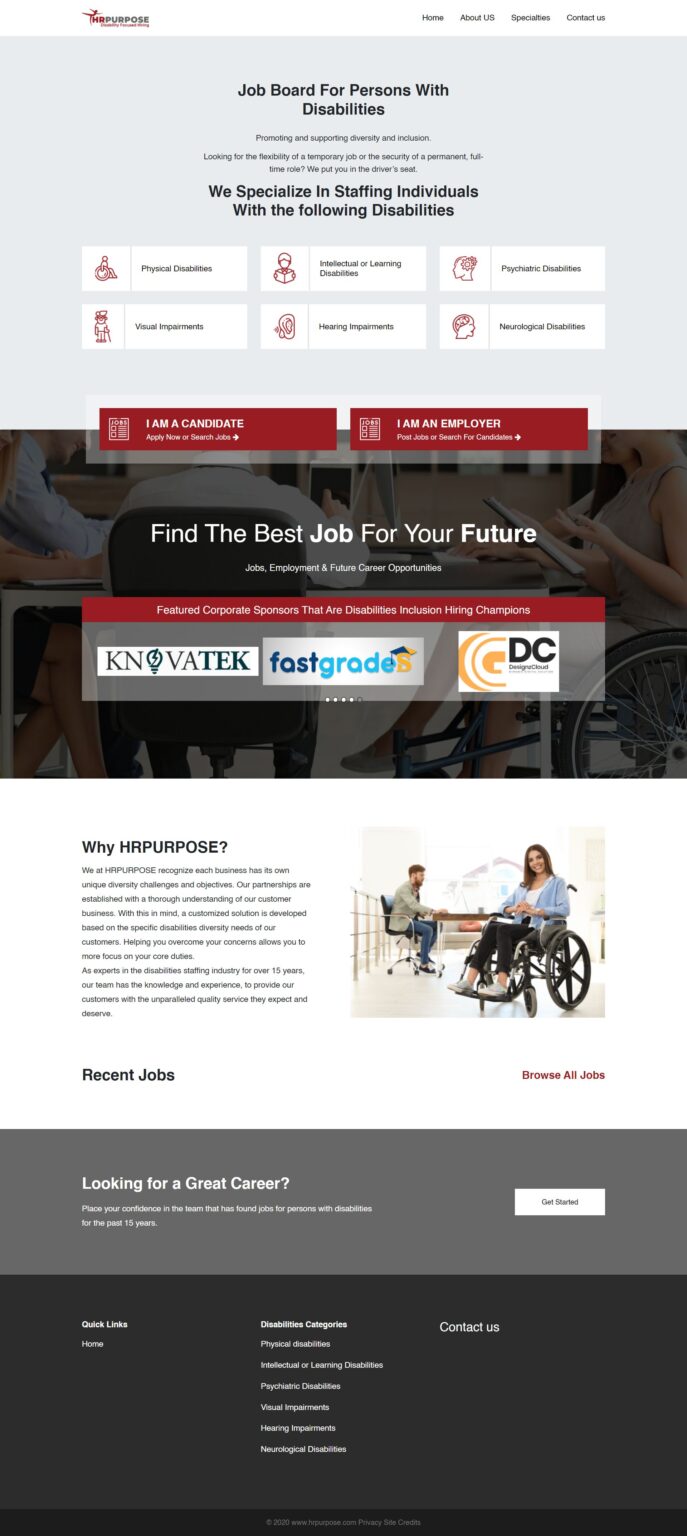 HRPURPOSE
Disability Focused Hiring
Home
About US
Specialties
Contact us
Job Board For Persons With
Disabilities
Promoting and supporting diversity and inclusion.
Looking for the flexibility of a temporary job or the security of a permanent, full-
time role? We put you in the driver's seat.
We Specialize In Staffing Individuals
With the following Disabilities
Physical Disabilities
Intellectual or Learning
Disabilities
Psychiatric Disabilities
Visual Impairments
Hearing Impairments
Neurological Disabilities
JOBS
I AM A CANDIDATE
Apply Now or Search Jobs
JOBS
I AM AN EMPLOYER
Post Jobs or Search For Candidates
Find The Best Job For Your Future
Jobs, Employment & Future Career Opportunities
Featured Corporate Sponsors That Are Disabilities Inclusion Hiring Champions
KNOVATEK
fastgrades
DC
DesignzCloud
Why HRPURPOSE?
We at HRPURPOSE recognize each business has its own
unique diversity challenges and objectives. Our partnerships are
established with a thorough understanding of our customer
business. With this in mind, a customized solution is developed
based on the specific disabilities diversity needs of our
customers. Helping you overcome your concerns allows you to
more focus on your core duties.
As experts in the disabilities staffing industry for over 15 years,
our team has the knowledge and experience, to provide our
customers with the unparalleled quality service they expect and
deserve.
Recent Jobs
Browse All Jobs
Looking for a Great Career?
Place your confidence in the team that has found jobs for persons with disabilities
for the past 15 years.
Get Started
Quick Links
Home
Disabilities Categories
Physical disabilities
Intellectual or Learning Disabilities
Psychiatric Disabilities
Visual Impairments
Hearing Impairments
Neurological Disabilities
Contact us
© 2020 www.hrpurpose.com Privacy Site Credits